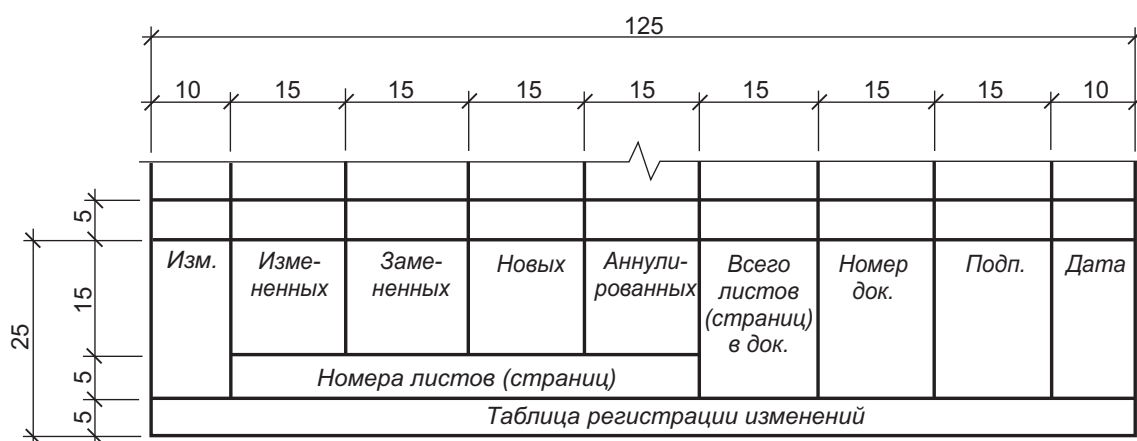 125
10 15 15 15 15 15 15 15 10
5
Изм. Изме- Заме- Новых Аннули- Всего Номер Подп. Дата
ненных ненных рованных листов док.
(страниц)
в док.
15
25
5
Номера листов (страниц)
5
Таблица регистрации изменений